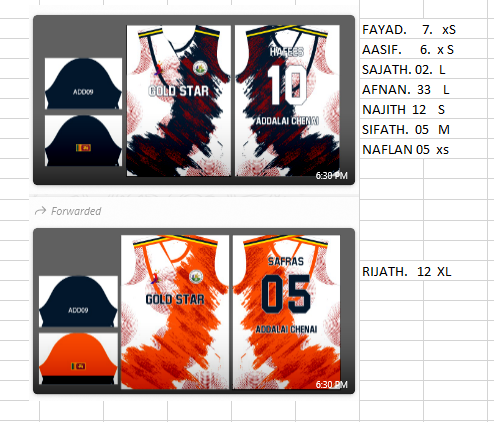 HAFEES
10
ADD09
GOLD STAR
ADDALAI CHENAI
6:30 PM
FAYAD. 7. xS
AASIF. 6. x S
SAJATH. 02. L
AFNAN. 33 L
NAJITH 12 S
SIFATH. 05 M
NAFLAN 05 xs
Forwarded
SAFRAS
05
ADD09
GOLD STAR
ADDALAI CHENAI
6:30 PM
RIJATH. 12 XL